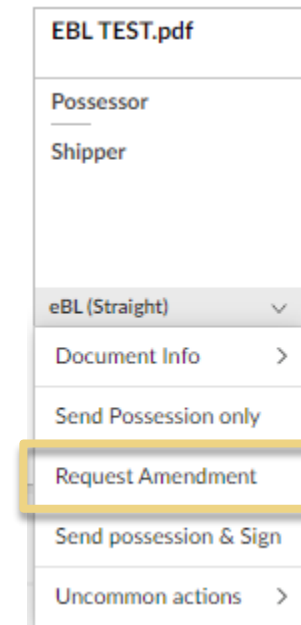 EBL TEST.pdf
Possessor
Shipper
eBL (Straight)
Document Info
Send Possession only
Request Amendment
Send possession & Sign
Uncommon actions